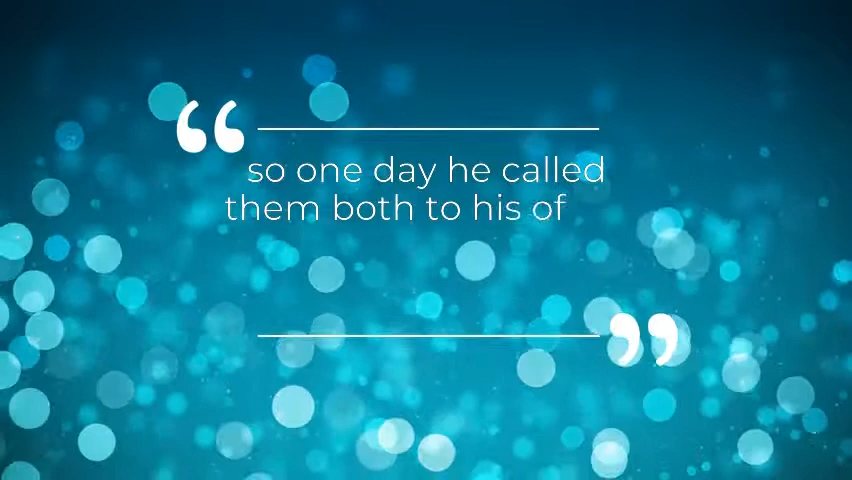 so one day he called
them both to his of